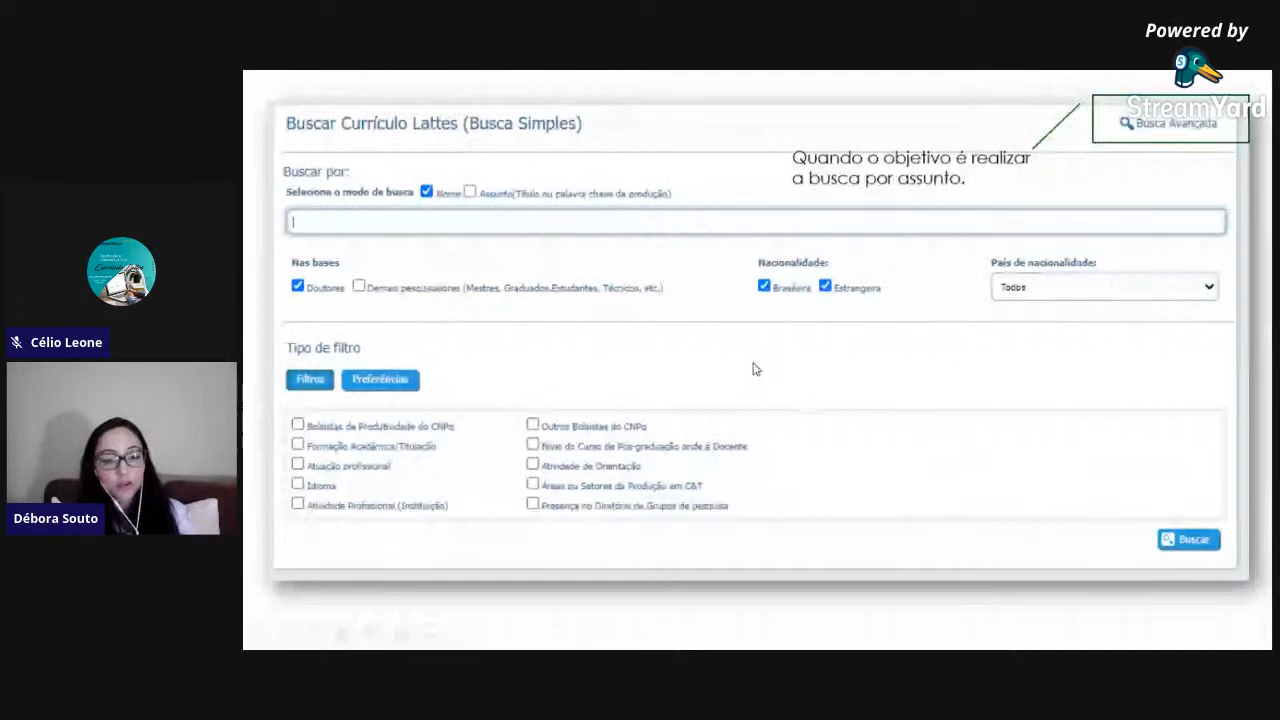 Powered by
StreamYard
Buscar Currículo Lattes (Busca Simples)
Busca Avançada
Quando o objetivo é realizar
a busca por assunto.
Buscar por:
Selecione o modo de busca Nome Assunto(Título ou palavra chave da produção)
Nas bases
Nacionalidade:
País de nacionalidade:
Doutores Demais pesquisadores (Mestres, Graduados,Estudantes, Técnicos, etc.)
Brasileira Estrangeira
Todos
Tipo de filtro
Filtros Preferências
Bolsistas de Produtividade do CNPq
Outros Bolsistas do CNPq
Formação Acadêmica/Titulação
Nível do Curso de Pós-graduação onde é Docente
Atuação profissional
Atividade de Orientação
Idioma
Áreas ou Setores da Produção em C&T
Atividade Profissional (Instituição)
Presença no Diretório de Grupos de pesquisa
Buscar
Célio Leone
Débora Souto